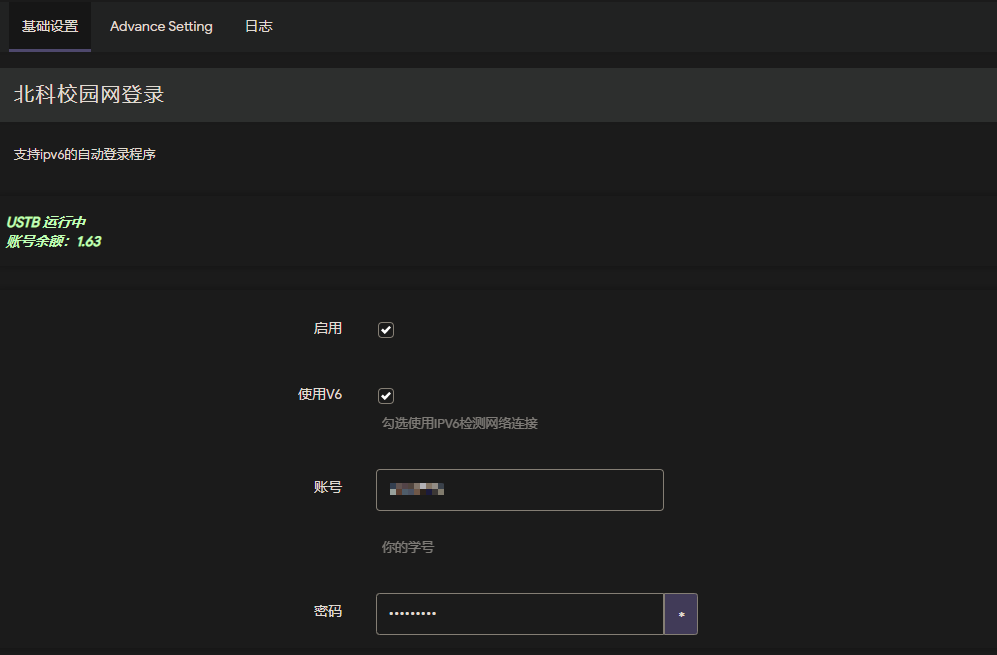 基础设置 Advance Setting 日志
北科校园网登录
支持ipv6的自动登录程序
USTB 运行中
账号余额：1.63
启用
使用V6
勾选使用IPV6检测网络连接
账号
你的学号
密码 ••••••••• *